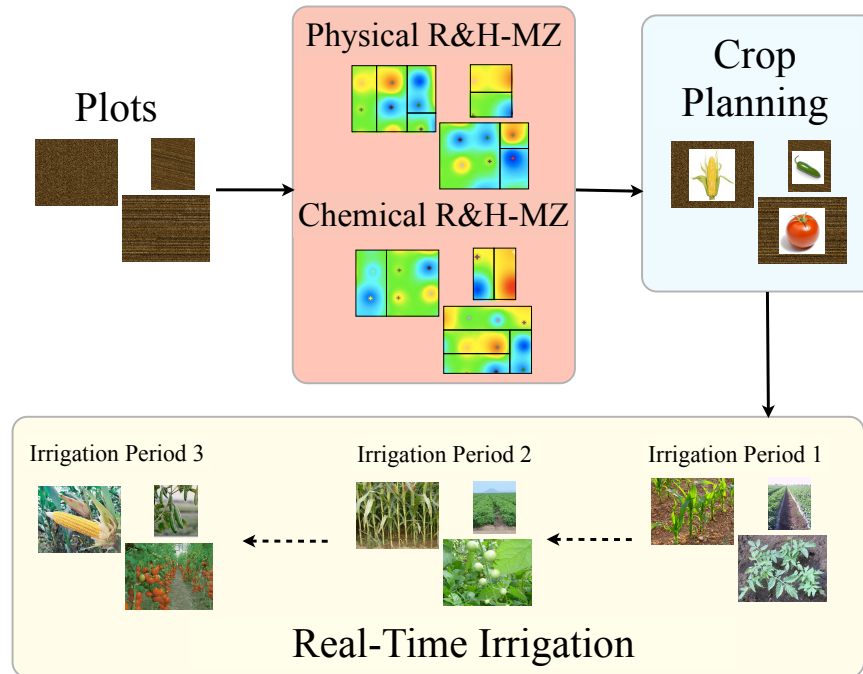 Plots
Physical R&H-MZ
Chemical R&H-MZ
Crop
Planning
Irrigation Period 3
Irrigation Period 2
Irrigation Period 1
Real-Time Irrigation